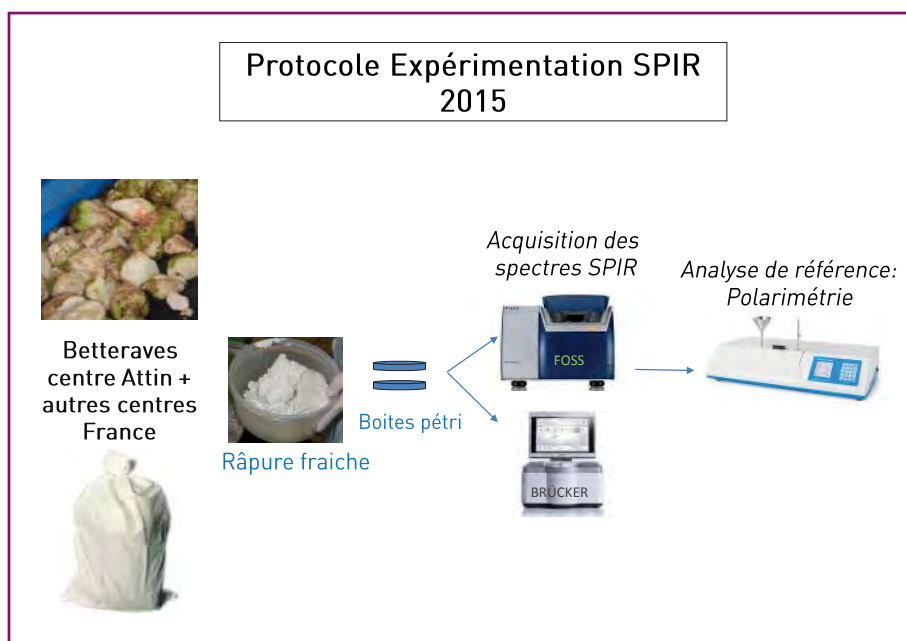 Protocole Expérimentation SPIR
2015
Acquisition des
spectres SPIR
Analyse de référence:
Polarimétrie
FOSS
Betteraves
centre Attin +
autres centres
France
Boites pétri
Râpure fraiche
BRÜCKER